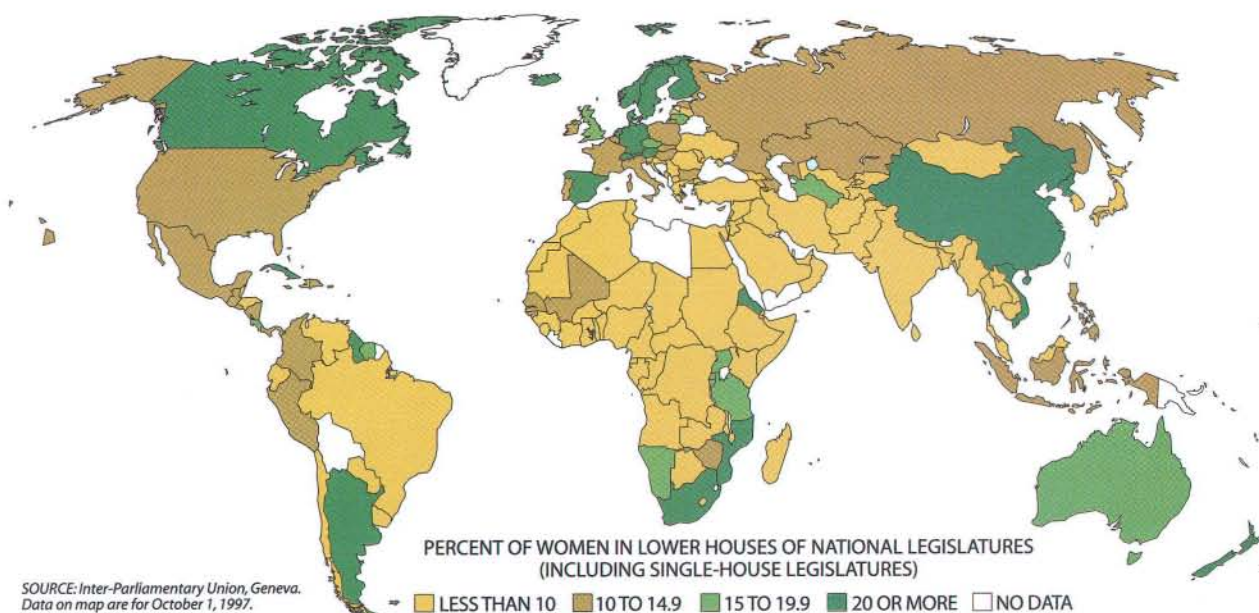 PERCENT OF WOMEN IN LOWER HOUSES OF NATIONAL LEGISLATURES
(INCLUDING SINGLE-HOUSE LEGISLATURES)
SOURCE: Inter-Parliamentary Union, Geneva.
Data on map are for October 1, 1997.
LESS THAN 10 10 TO 14.9 15 TO 19.9 20 OR MORE NO DATA